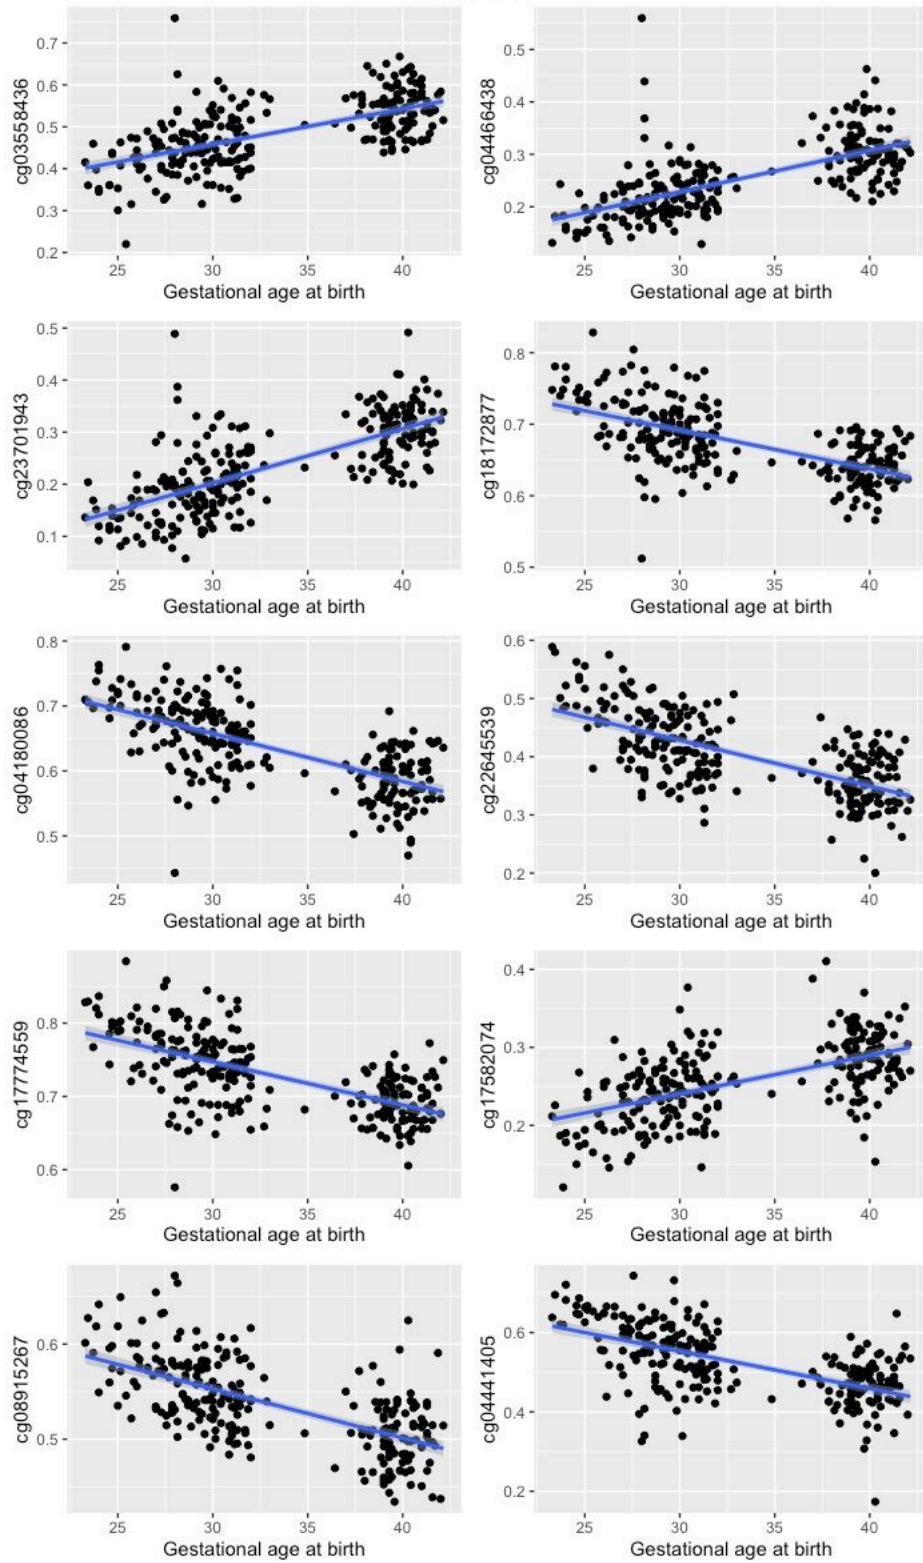 cg03558436
0.7
0.6
0.5
0.4
0.3
0.2
25 30 35 40
Gestational age at birth
cg04466438
0.5
0.4
0.3
0.2
25 30 35 40
Gestational age at birth
cg23701943
0.5
0.4
0.3
0.2
0.1
25 30 35 40
Gestational age at birth
cg18172877
0.8
0.7
0.6
0.5
25 30 35 40
Gestational age at birth
cg04180086
0.8
0.7
0.6
0.5
25 30 35 40
Gestational age at birth
cg22645539
0.6
0.5
0.4
0.3
0.2
25 30 35 40
Gestational age at birth
cg17774559
0.8
0.7
0.6
25 30 35 40
Gestational age at birth
cg17582074
0.4
0.3
0.2
25 30 35 40
Gestational age at birth
cg08915267
0.6
0.5
25 30 35 40
Gestational age at birth
cg04441405
0.6
0.4
0.2
25 30 35 40
Gestational age at birth